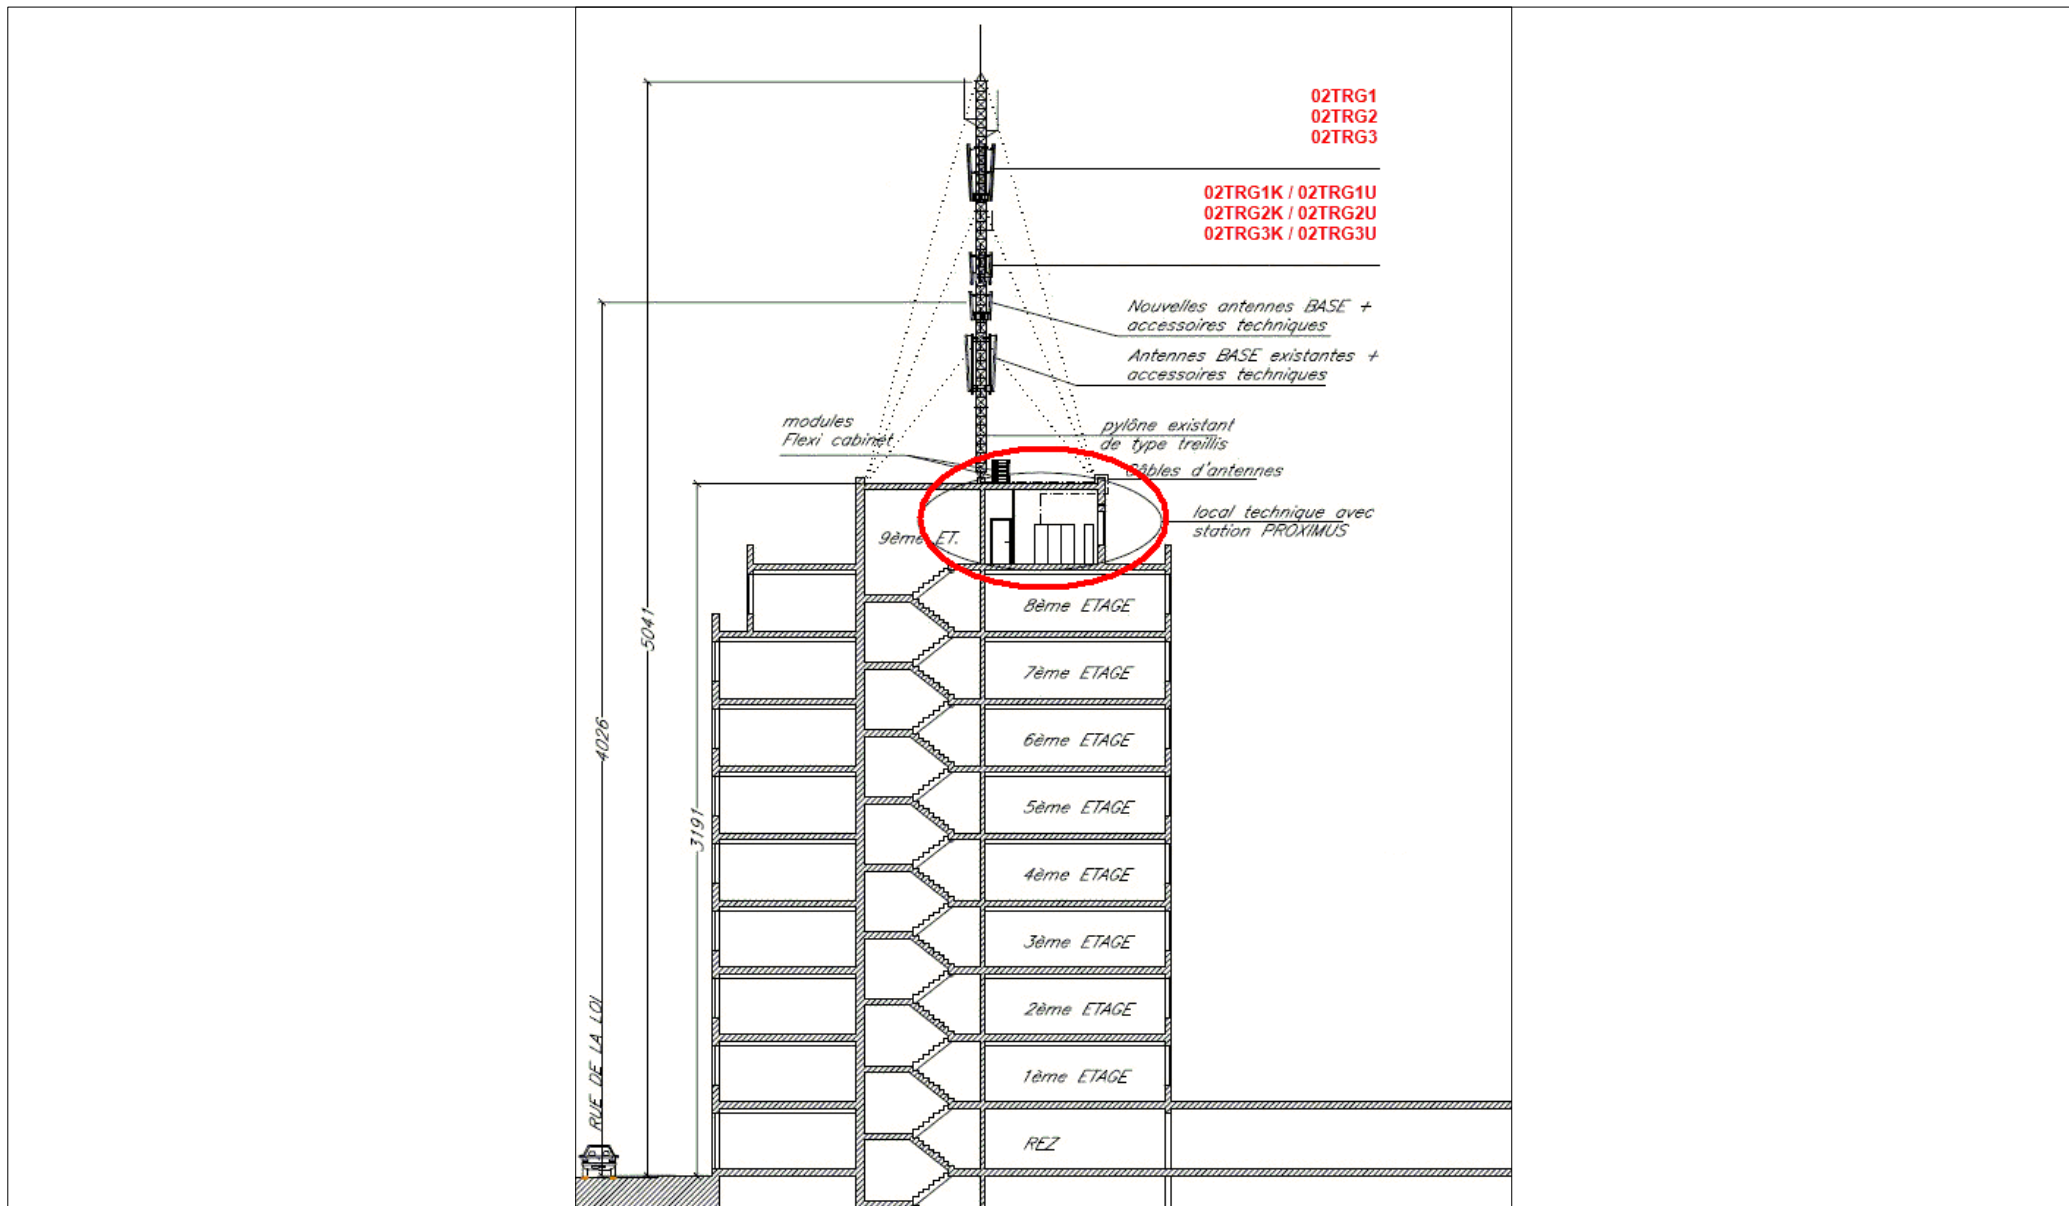 02TRG1
02TRG2
02TRG3
02TRG1K / 02TRG1U
02TRG2K / 02TRG2U
02TRG3K / 02TRG3U
Nouvelles antennes BASE +
accessoires techniques
Antennes BASE existantes +
accessoires techniques
modules
Flexi cabinet
pylône existant
de type treillis
Câbles d'antennes
local technique avec
station PROXIMUS
9ème ET.
8ème ETAGE
7ème ETAGE
6ème ETAGE
5ème ETAGE
4ème ETAGE
3ème ETAGE
2ème ETAGE
1ème ETAGE
REZ
5041
4026
3191
RUE DE LA LOI